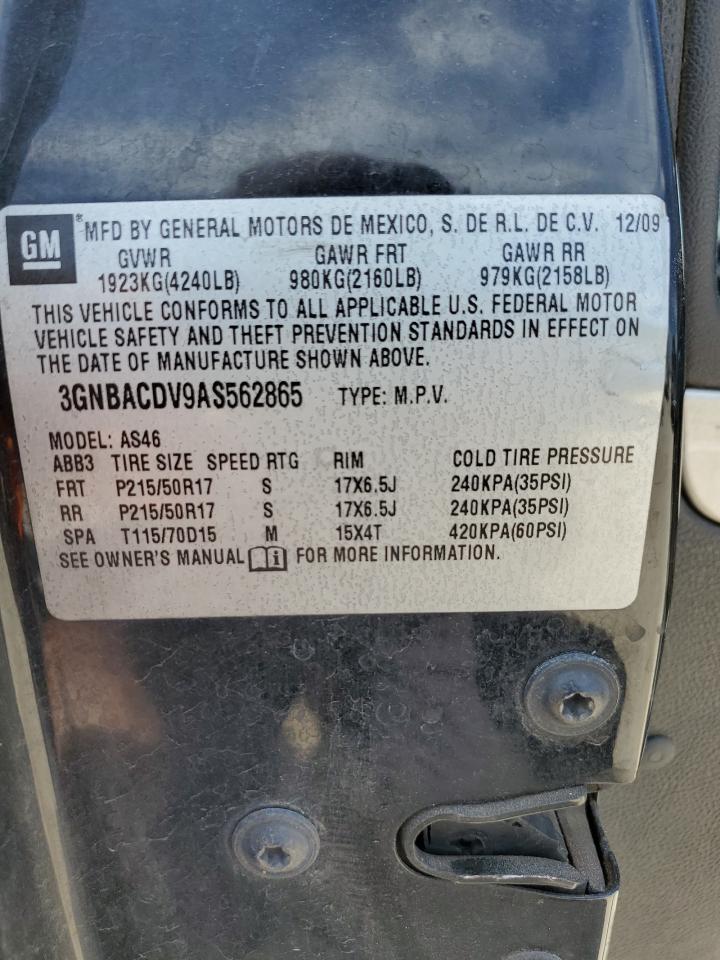 GM ® MFD BY GENERAL MOTORS DE MEXICO, S. DE R.L. DE C.V. 12/09
GVWR GAWR FRT GAWR RR
1923KG(4240LB) 980KG(2160LB) 979KG(2158LB)
THIS VEHICLE CONFORMS TO ALL APPLICABLE U.S. FEDERAL MOTOR
VEHICLE SAFETY AND THEFT PREVENTION STANDARDS IN EFFECT ON
THE DATE OF MANUFACTURE SHOWN ABOVE.
3GNBACDV9AS562865 TYPE: M.P.V.
MODEL: AS46
ABB3 TIRE SIZE SPEED RTG RIM COLD TIRE PRESSURE
FRT P215/50R17 S 17X6.5J 240KPA(35PSI)
RR P215/50R17 S 17X6.5J 240KPA(35PSI)
SPA T115/70D15 M 15X4T 420KPA(60PSI)
SEE OWNER'S MANUAL i FOR MORE INFORMATION.